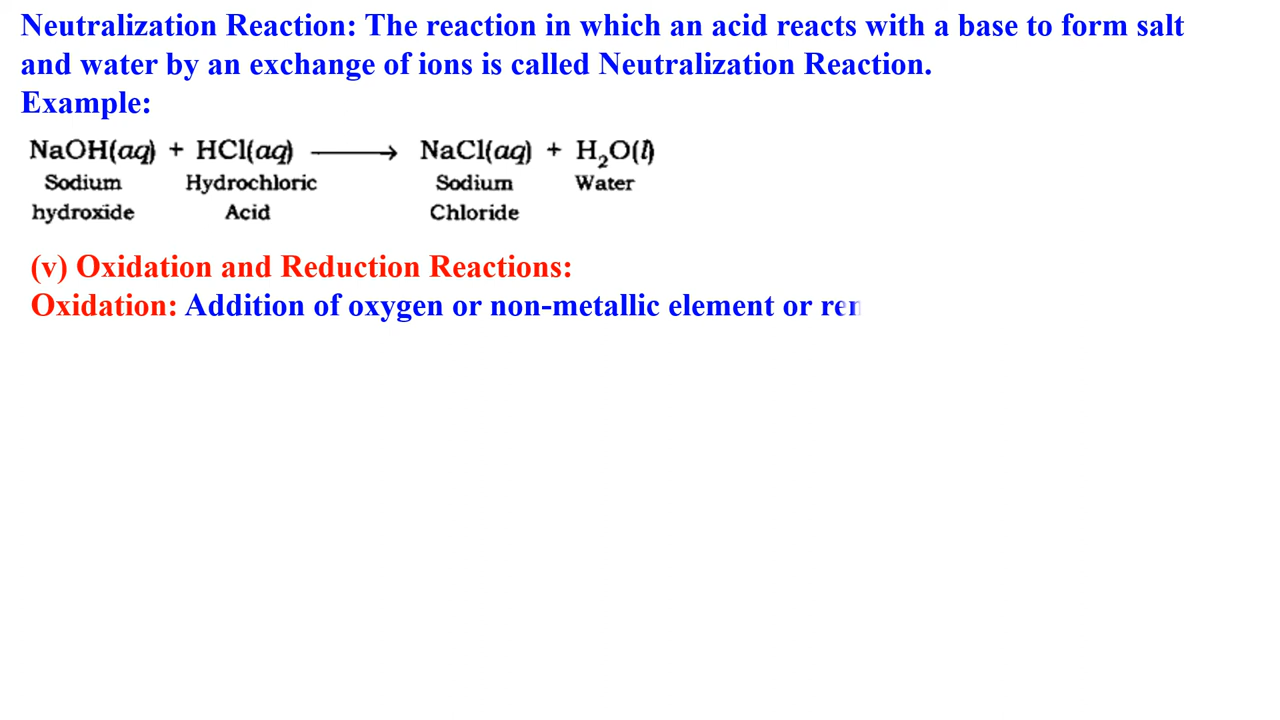 Neutralization Reaction: The reaction in which an acid reacts with a base to form salt
and water by an exchange of ions is called Neutralization Reaction.
Example:
NaOH(aq) + HCl(aq) ⟶ NaCl(aq) + H₂O(l)
Sodium Hydrochloric Sodium Water
hydroxide Acid Chloride
(v) Oxidation and Reduction Reactions:
Oxidation: Addition of oxygen or non-metallic element or